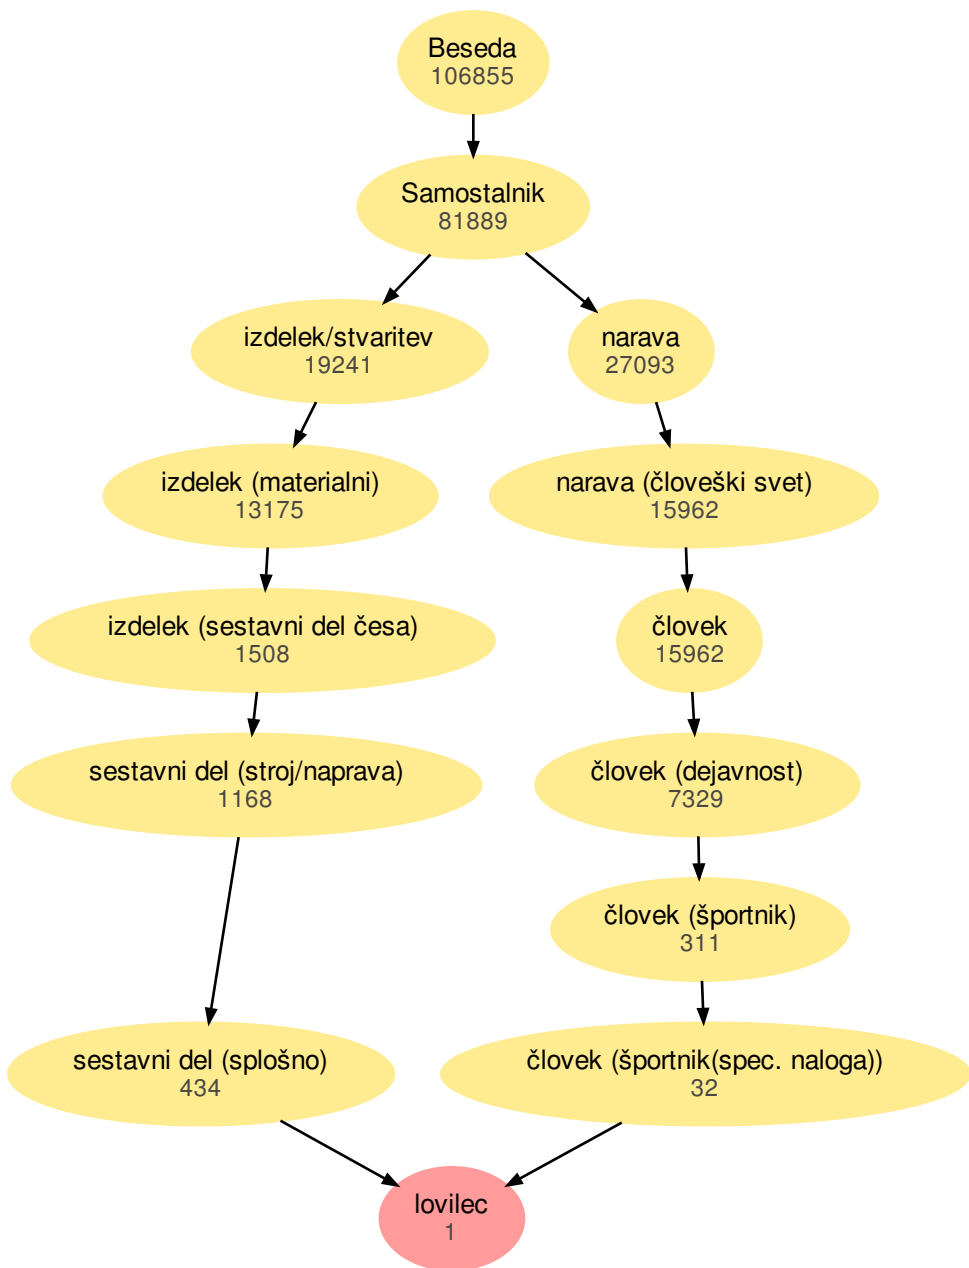 Beseda
106855
Samostalnik
81889
izdelek/stvaritev
19241
narava
27093
izdelek (materialni)
13175
narava (človeški svet)
15962
izdelek (sestavni del česa)
1508
človek
15962
sestavni del (stroj/naprava)
1168
človek (dejavnost)
7329
človek (športnik)
311
sestavni del (splošno)
434
človek (športnik(spec. naloga))
32
lovilec
1